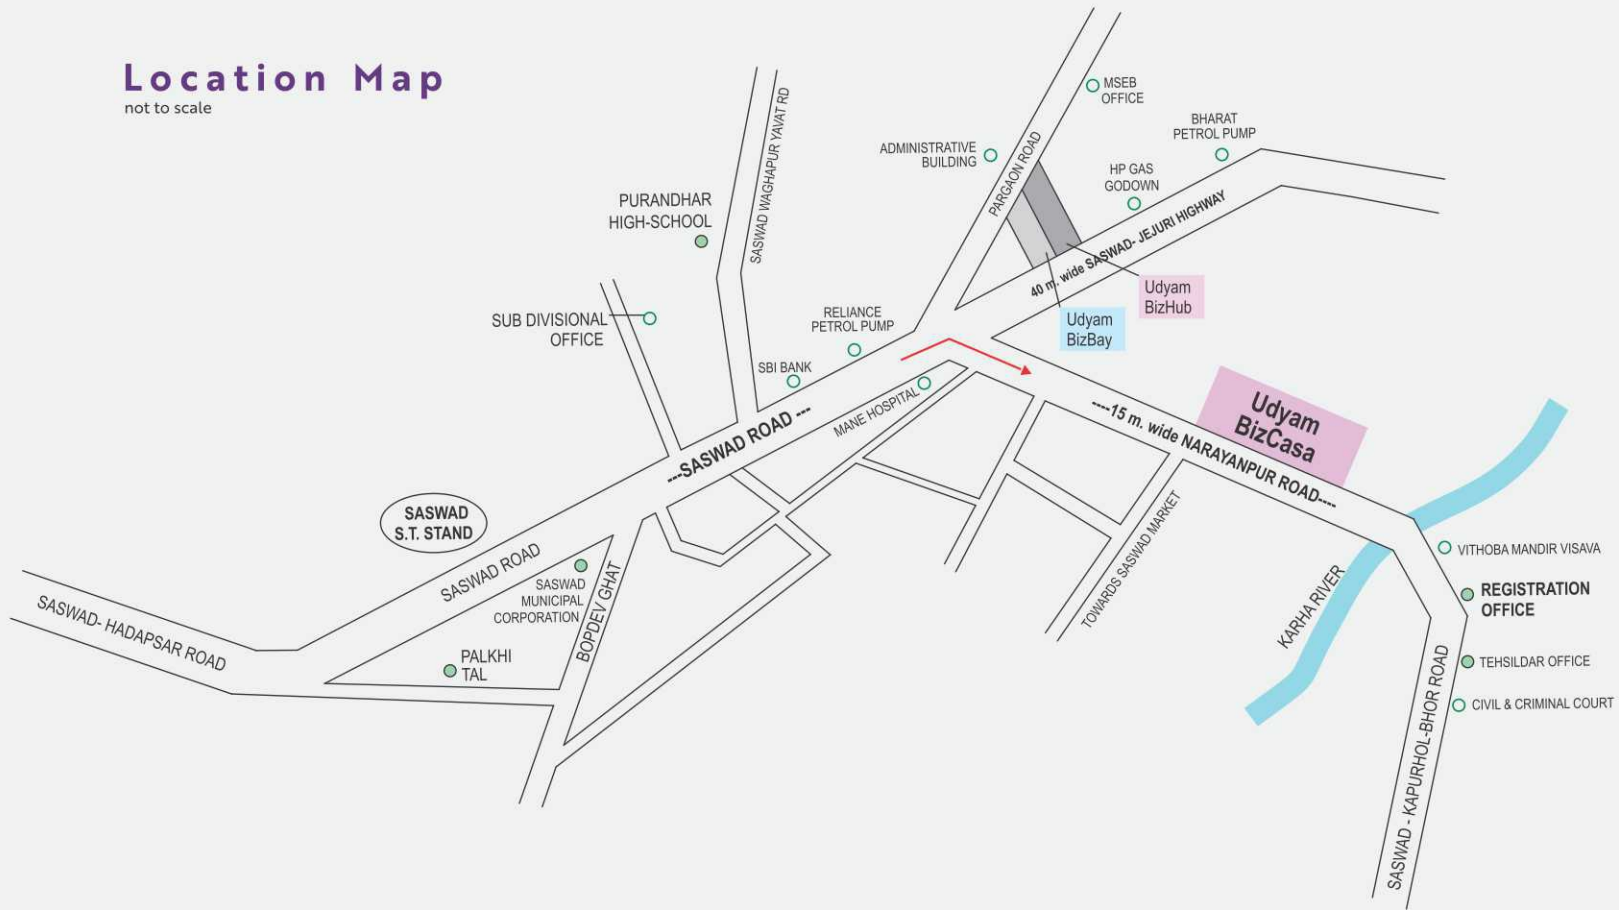 Location Map
not to scale
MSEB
OFFICE
BHARAT
PETROL PUMP
ADMINISTRATIVE
BUILDING
HP GAS
GODOWN
PARGAON ROAD
SASWAD WAGHAPUR YAVAT RD
PURANDHAR
HIGH-SCHOOL
40 m. wide SASWAD- JEJURI HIGHWAY
Udyam
BizHub
Udyam
BizBay
SUB DIVISIONAL
OFFICE
RELIANCE
PETROL PUMP
SBI BANK
MANE HOSPITAL
---SASWAD ROAD ---
Udyam
BizCasa
----15 m. wide NARAYANPUR ROAD----
SASWAD
S.T. STAND
SASWAD ROAD
SASWAD
MUNICIPAL
CORPORATION
BOPDEV GHAT
TOWARDS SASWAD MARKET
KARHA RIVER
VITHOBA MANDIR VISAVA
REGISTRATION
OFFICE
SASWAD- HADAPSAR ROAD
PALKHI
TAL
TEHSILDAR OFFICE
CIVIL & CRIMINAL COURT
SASWAD - KAPURHOL-BHOR ROAD